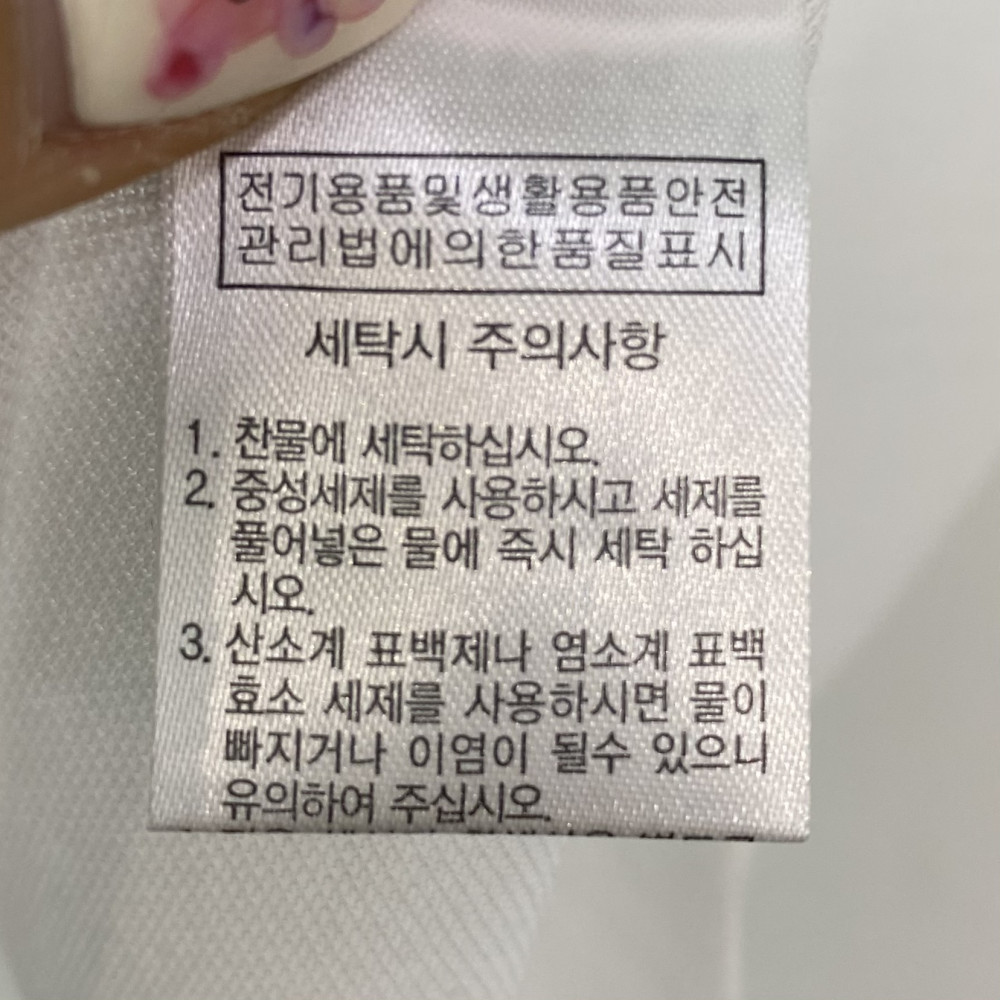 전기용품및생활용품안전
관리법에의한품질표시
세탁시 주의사항
1. 찬물에 세탁하십시오.
2. 중성세제를 사용하시고 세제를
풀어넣은 물에 즉시 세탁 하십
시오.
3. 산소계 표백제나 염소계 표백
효소 세제를 사용하시면 물이
빠지거나 이염이 될수 있으니
유의하여 주십시오.